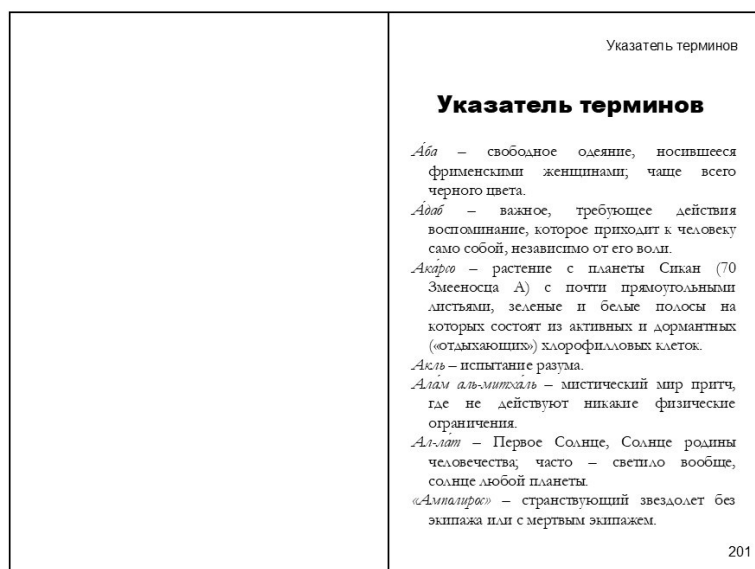 Указатель терминов
Указатель терминов
А́ба – свободное одеяние, носившееся
фрименскими женщинами; чаще всего
черного цвета.
А́даб – важное, требующее действия
воспоминание, которое приходит к человеку
само собой, независимо от его воли.
Ака́рсо – растение с планеты Сикан (70
Змееносца А) с почти прямоугольными
листьями, зеленые и белые полосы на
которых состоят из активных и дормантных
(«отдыхающих») хлорофилловых клеток.
Акль – испытание разума.
Ала́м аль-митха́ль – мистический мир притч,
где не действуют никакие физические
ограничения.
Ал-ла́т – Первое Солнце, Солнце родины
человечества; часто – светило вообще,
солнце любой планеты.
«Амполирос» – странствующий звездолет без
экипажа или с мертвым экипажем.
201